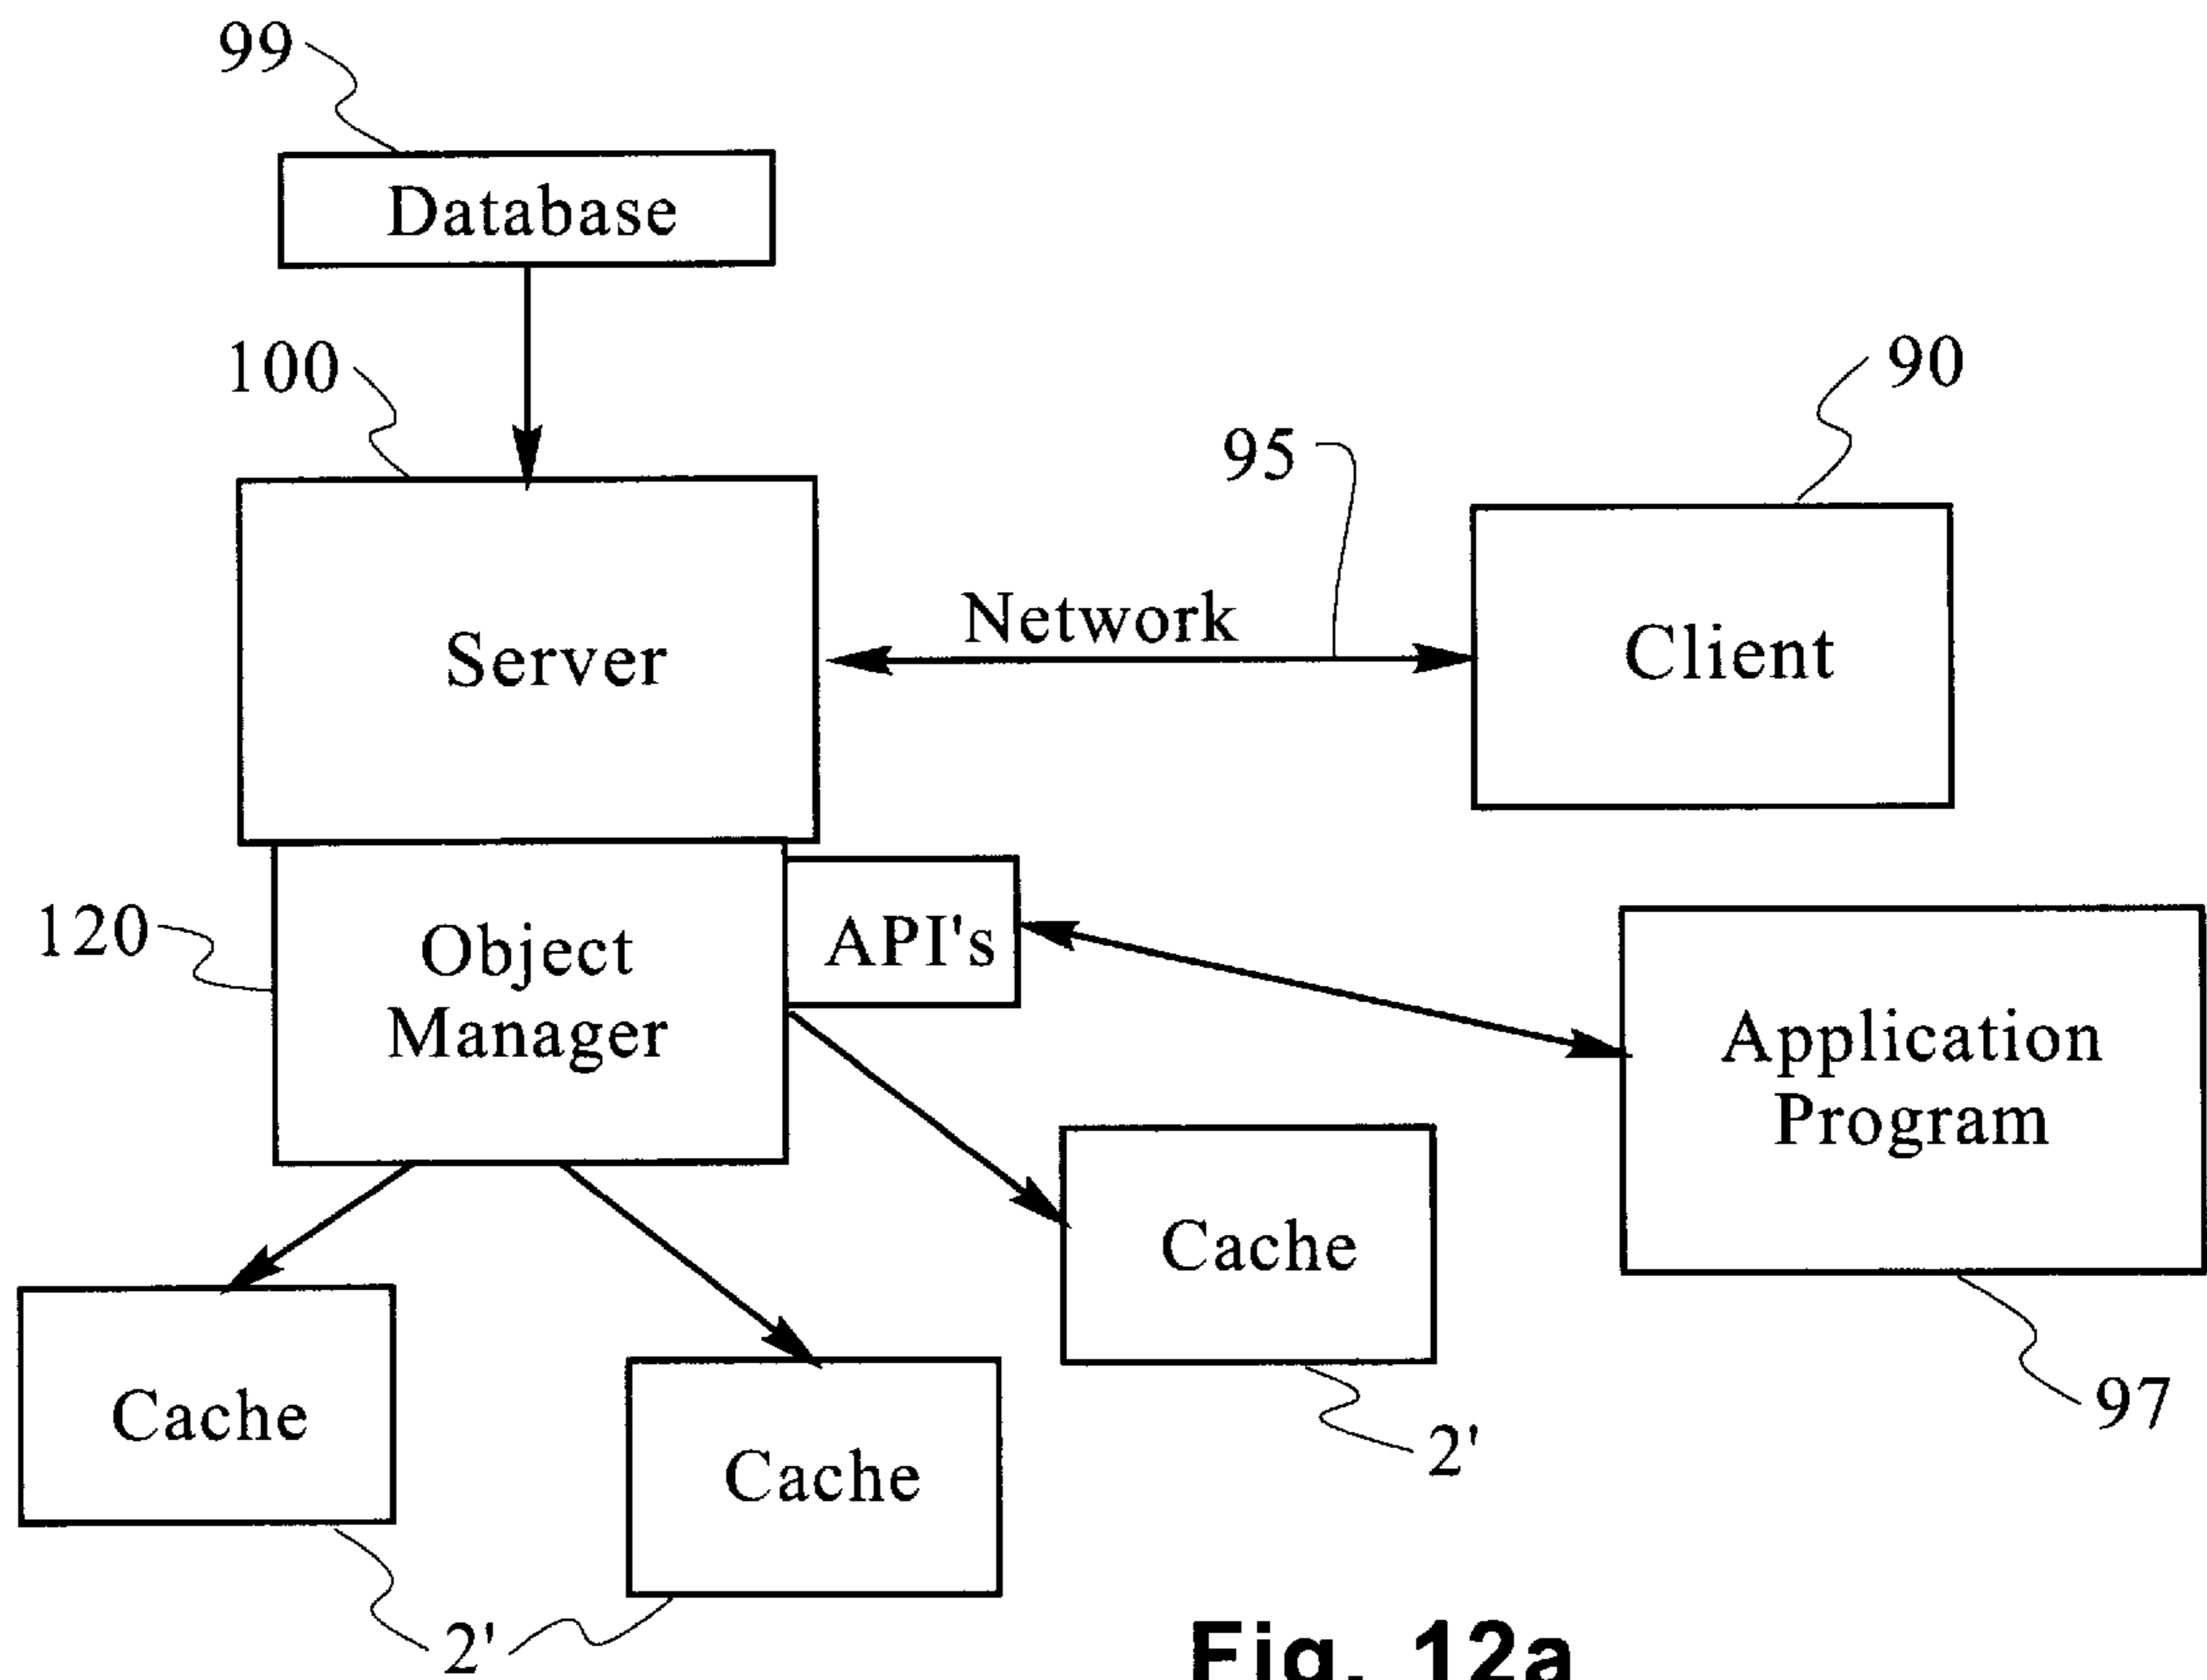 99
Database
100
90
95
Network
Server
Client
120
Object
Manager
API's
Application
Program
Cache
Cache
Cache
97
2'
2'
Fig. 12a